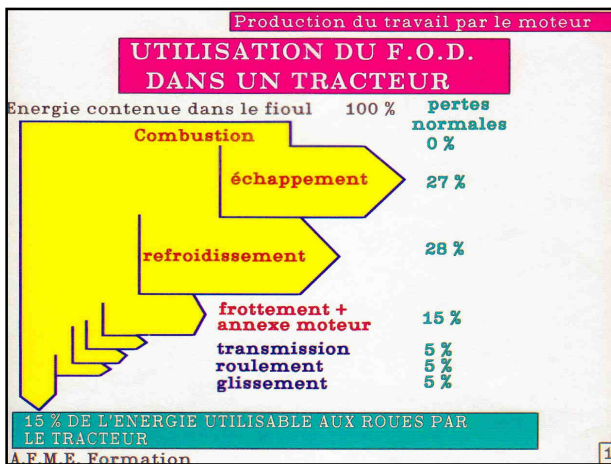 Production du travail par le moteur
UTILISATION DU F.O.D.
DANS UN TRACTEUR
Energie contenue dans le fioul 100 % pertes
normales
Combustion 0 %
échappement 27 %
refroidissement 28 %
frottement +
annexe moteur 15 %
transmission 5 %
roulement 5 %
glissement 5 %
15 % DE L'ENERGIE UTILISABLE AUX ROUES PAR
LE TRACTEUR
A.F.M.E. Formation 1